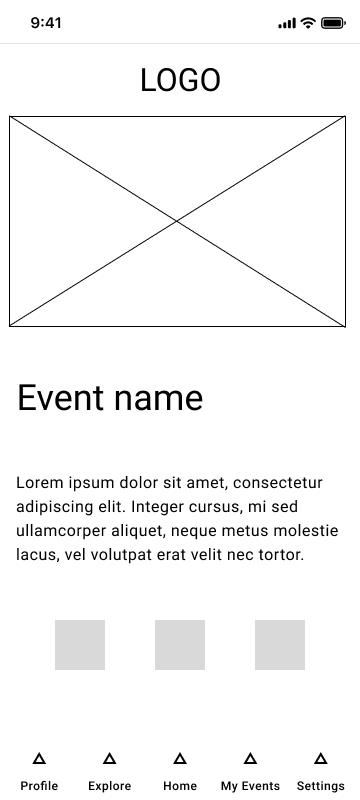 9:41
LOGO
Event name
Lorem ipsum dolor sit amet, consectetur
adipiscing elit. Integer cursus, mi sed
ullamcorper aliquet, neque metus molestie
lacus, vel volutpat erat velit nec tortor.
Profile Explore Home My Events Settings